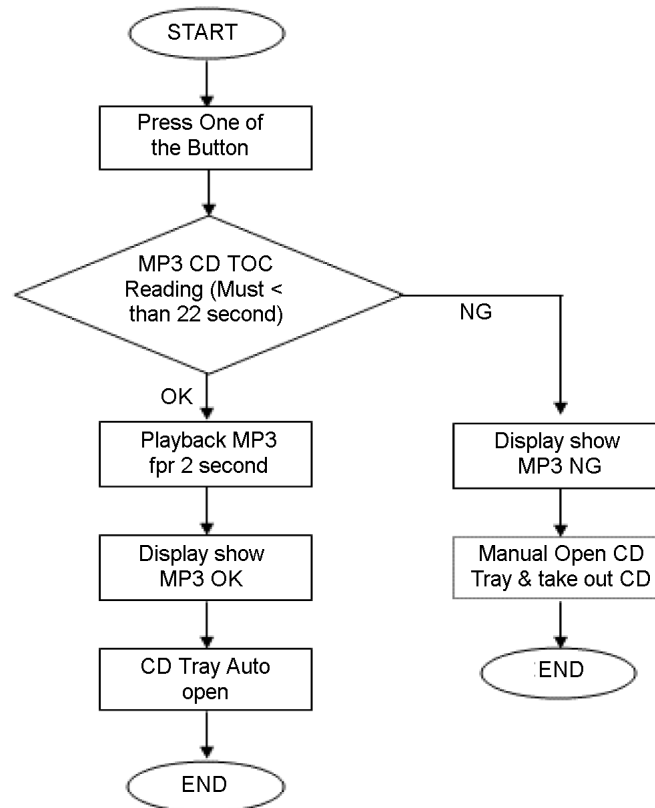 START
Press One of
the Button
MP3 CD TOC
Reading (Must <
than 22 second)
NG
OK
Playback MP3
fpr 2 second
Display show
MP3 OK
CD Tray Auto
open
END
Display show
MP3 NG
Manual Open CD
Tray & take out CD
END